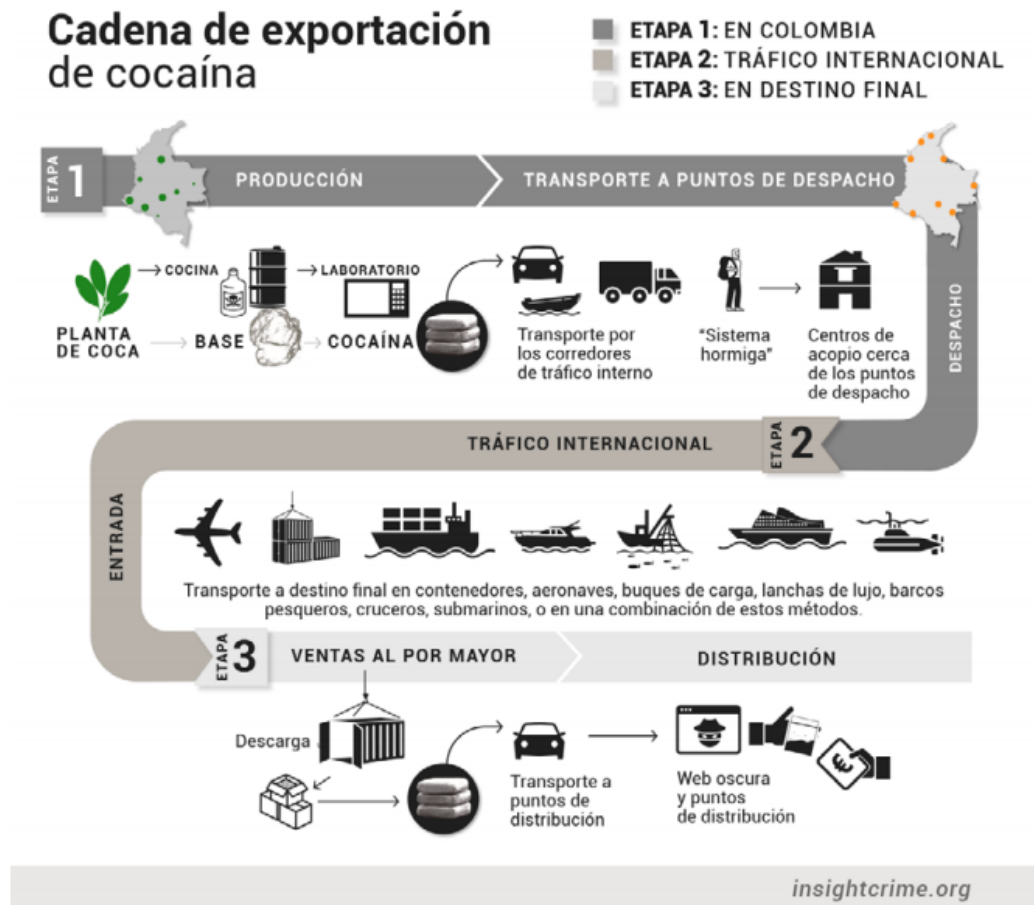 Cadena de exportación
de cocaína
ETAPA 1: EN COLOMBIA
ETAPA 2: TRÁFICO INTERNACIONAL
ETAPA 3: EN DESTINO FINAL
ETAPA 1
PRODUCCIÓN
TRANSPORTE A PUNTOS DE DESPACHO
COCINA
LABORATORIO
PLANTA
DE COCA
BASE
COCAÍNA
Transporte por
los corredores
de tráfico interno
"Sistema
hormiga"
Centros de
acopio cerca
de los puntos
de despacho
DESPACHO
TRÁFICO INTERNACIONAL
ETAPA 2
ENTRADA
Transporte a destino final en contenedores, aeronaves, buques de carga, lanchas de lujo, barcos
pesqueros, cruceros, submarinos, o en una combinación de estos métodos.
ETAPA 3
VENTAS AL POR MAYOR
DISTRIBUCIÓN
Descarga
Transporte a
puntos de
distribución
Web oscura
y puntos
de distribución
€
insightcrime.org